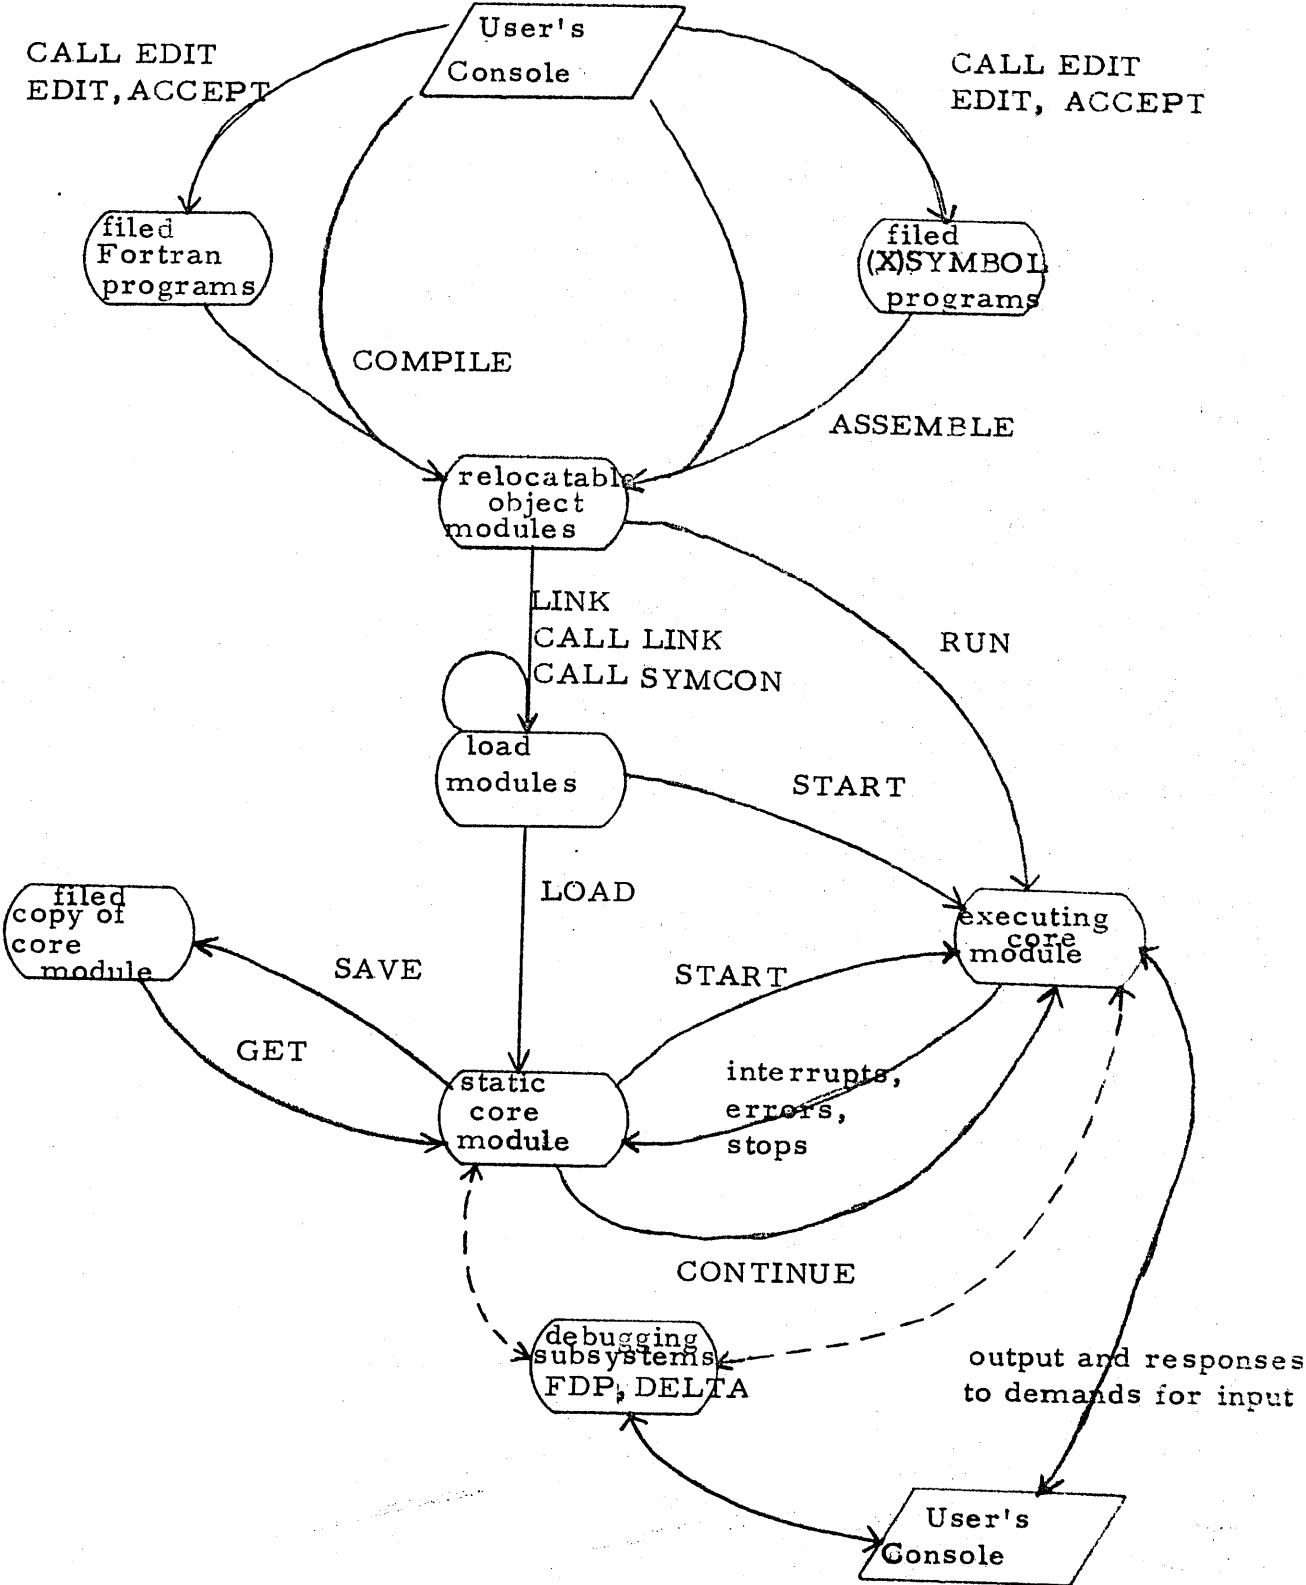 User's
Console
CALL EDIT
EDIT, ACCEPT
CALL EDIT
EDIT, ACCEPT
filed
Fortran
programs
filed
(X)SYMBOL
programs
COMPILE
ASSEMBLE
relocatable
object
modules
LINK
CALL LINK
CALL SYMCON
RUN
load
modules
START
LOAD
filed
copy of
core
module
executing
core
module
SAVE
START
GET
static
core
module
interrupts,
errors,
stops
CONTINUE
debugging
subsystems
FDP, DELTA
output and responses
to demands for input
User's
Console